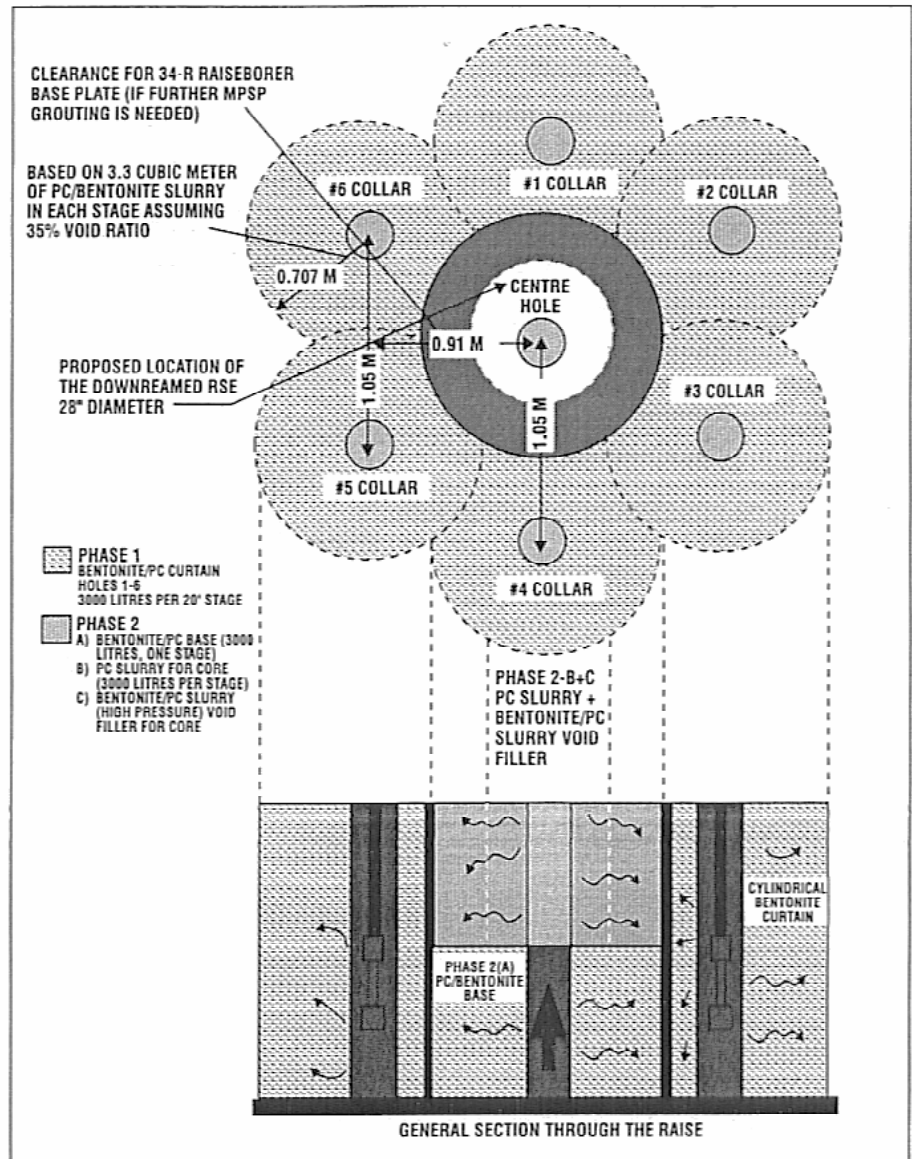 CLEARANCE FOR 34-R RAISEBORER
BASE PLATE (IF FURTHER MPSP
GROUTING IS NEEDED)
BASED ON 3.3 CUBIC METER
OF PC/BENTONITE SLURRY
IN EACH STAGE ASSUMING
35% VOID RATIO
#6 COLLAR
#1 COLLAR
#2 COLLAR
0.707 M
CENTRE
HOLE
0.91 M
1.05 M
1.05 M
PROPOSED LOCATION OF
THE DOWNREAMED RSE
28" DIAMETER
#3 COLLAR
#5 COLLAR
#4 COLLAR
PHASE 1
BENTONITE/PC CURTAIN
HOLES 1-6
3000 LITRES PER 20' STAGE
PHASE 2
A) BENTONITE/PC BASE (3000
LITRES, ONE STAGE)
B) PC SLURRY FOR CORE
(3000 LITRES PER STAGE)
C) BENTONITE/PC SLURRY
(HIGH PRESSURE) VOID
FILLER FOR CORE
PHASE 2-B+C
PC SLURRY +
BENTONITE/PC
SLURRY VOID
FILLER
CYLINDRICAL
BENTONITE
CURTAIN
PHASE 2(A)
PC/BENTONITE
BASE
GENERAL SECTION THROUGH THE RAISE